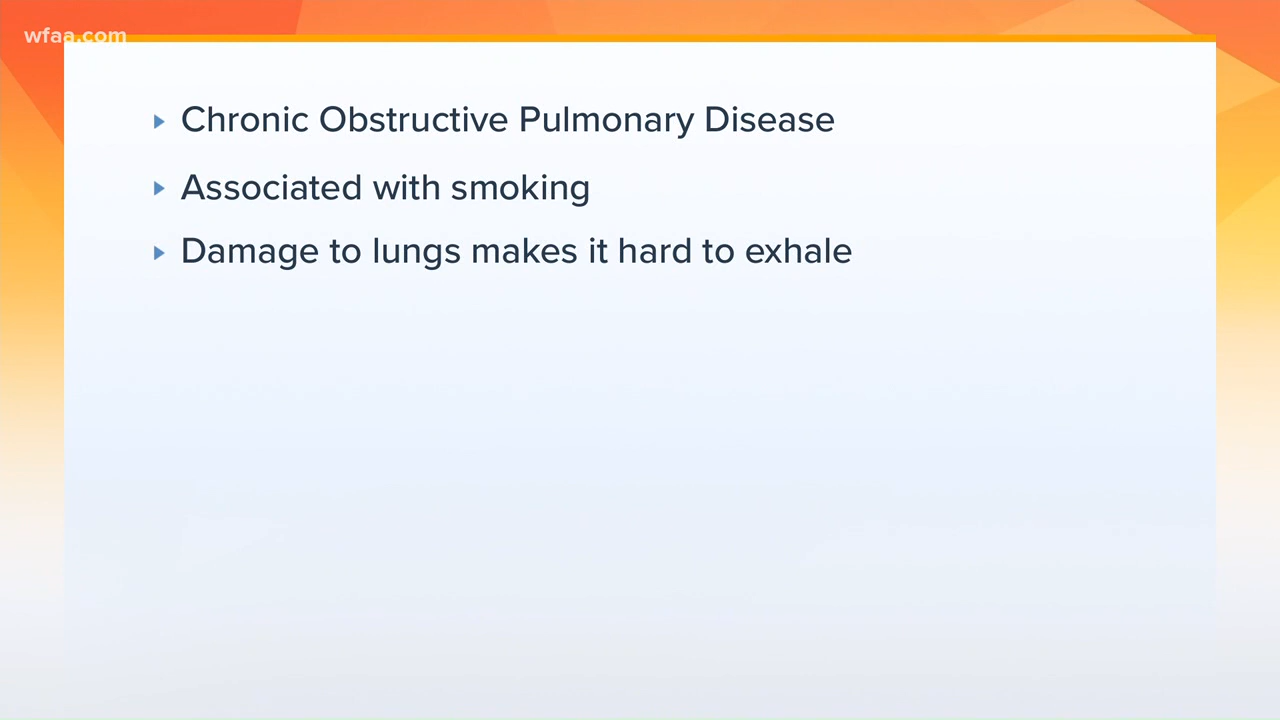 wfaa.com
Chronic Obstructive Pulmonary Disease
Associated with smoking
Damage to lungs makes it hard to exhale